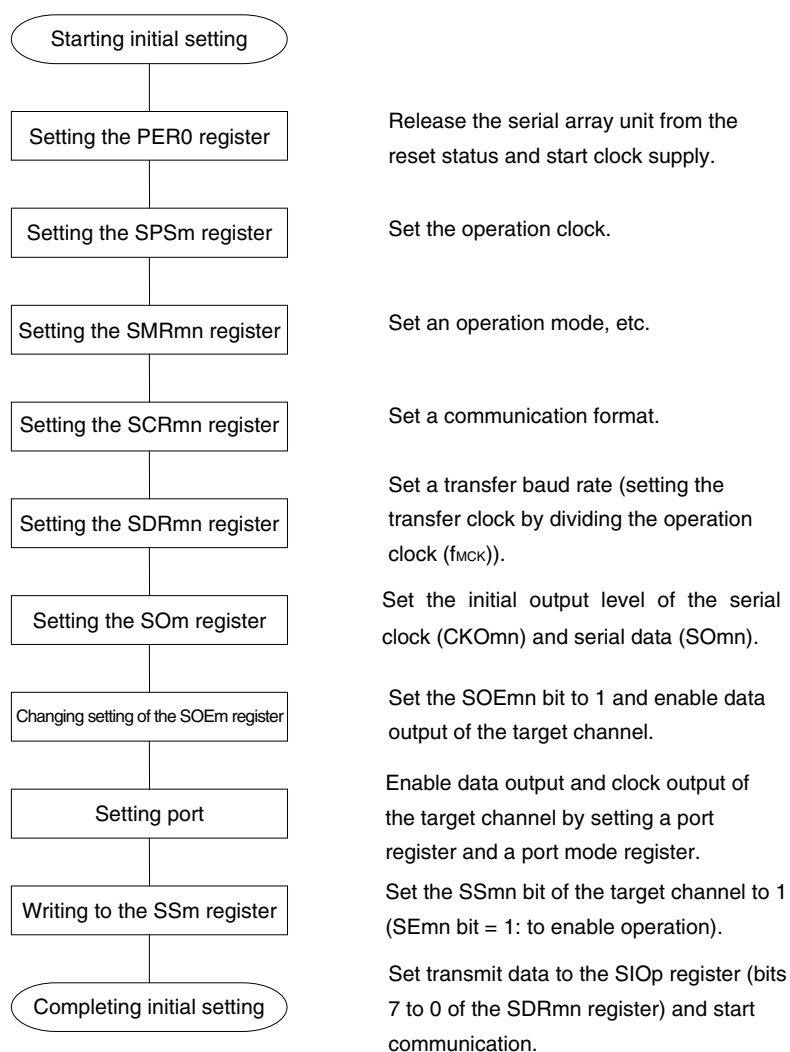 Starting initial setting
Setting the PER0 register
Release the serial array unit from the
reset status and start clock supply.
Setting the SPSm register
Set the operation clock.
Setting the SMRmn register
Set an operation mode, etc.
Setting the SCRmn register
Set a communication format.
Setting the SDRmn register
Set a transfer baud rate (setting the
transfer clock by dividing the operation
clock (fMCK)).
Setting the SOm register
Set the initial output level of the serial
clock (CKOmn) and serial data (SOmn).
Changing setting of the SOEm register
Set the SOEmn bit to 1 and enable data
output of the target channel.
Setting port
Enable data output and clock output of
the target channel by setting a port
register and a port mode register.
Writing to the SSm register
Set the SSmn bit of the target channel to 1
(SEmn bit = 1: to enable operation).
Completing initial setting
Set transmit data to the SIOp register (bits
7 to 0 of the SDRmn register) and start
communication.